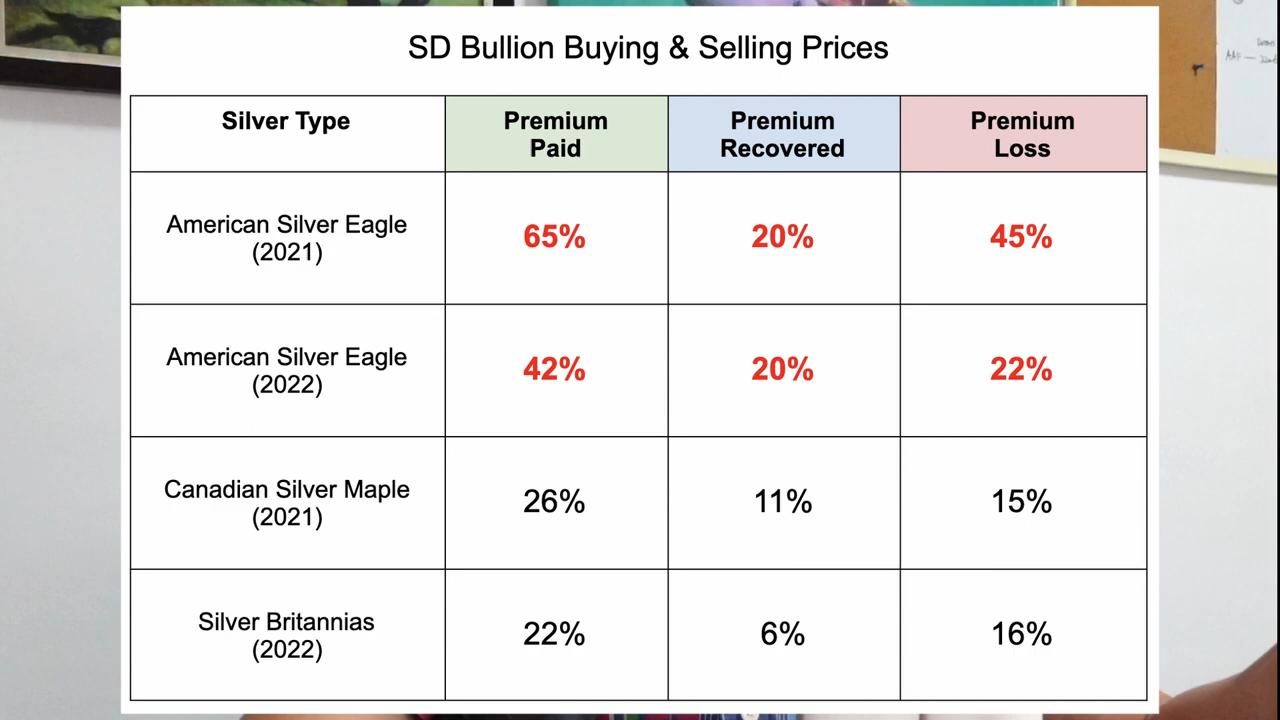 SD Bullion Buying & Selling Prices
Silver Type
Premium
Paid
Premium
Recovered
Premium
Loss
American Silver Eagle
(2021)
65%
20%
45%
American Silver Eagle
(2022)
42%
20%
22%
Canadian Silver Maple
(2021)
26%
11%
15%
Silver Britannias
(2022)
22%
6%
16%